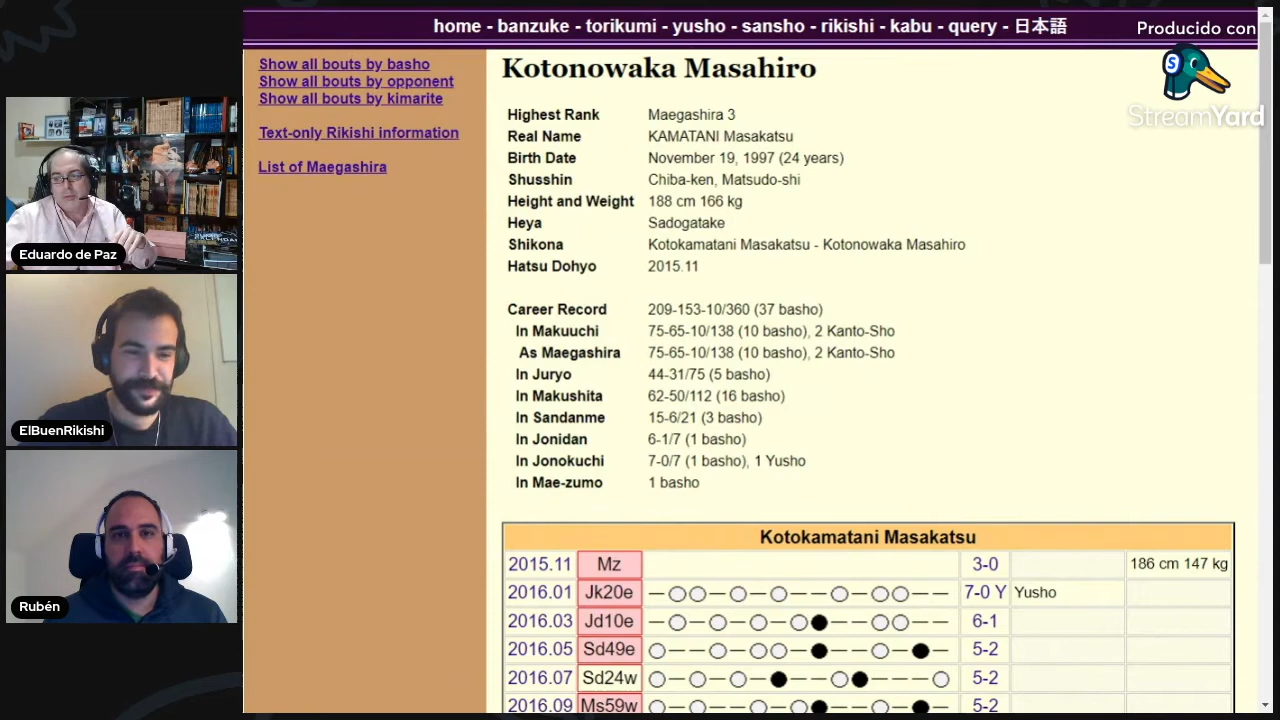 home - banzuke - torikumi - yusho - sansho - rikishi - kabu - query - 日本語
Producido con
S
StreamYard
Show all bouts by basho
Show all bouts by opponent
Show all bouts by kimarite
Text-only Rikishi information
List of Maegashira
Eduardo de Paz
ElBuenRikishi
Rubén
Kotonowaka Masahiro
Highest Rank Maegashira 3
Real Name KAMATANI Masakatsu
Birth Date November 19, 1997 (24 years)
Shusshin Chiba-ken, Matsudo-shi
Height and Weight 188 cm 166 kg
Heya Sadogatake
Shikona Kotokamatani Masakatsu - Kotonowaka Masahiro
Hatsu Dohyo 2015.11
Career Record 209-153-10/360 (37 basho)
In Makuuchi 75-65-10/138 (10 basho), 2 Kanto-Sho
As Maegashira 75-65-10/138 (10 basho), 2 Kanto-Sho
In Juryo 44-31/75 (5 basho)
In Makushita 62-50/112 (16 basho)
In Sandanme 15-6/21 (3 basho)
In Jonidan 6-1/7 (1 basho)
In Jonokuchi 7-0/7 (1 basho), 1 Yusho
In Mae-zumo 1 basho
Kotokamatani Masakatsu
2015.11 Mz 3-0 186 cm 147 kg
2016.01 Jk20e 7-0 Y Yusho
2016.03 Jd10e 6-1
2016.05 Sd49e 5-2
2016.07 Sd24w 5-2
2016.09 Ms59w 5-2